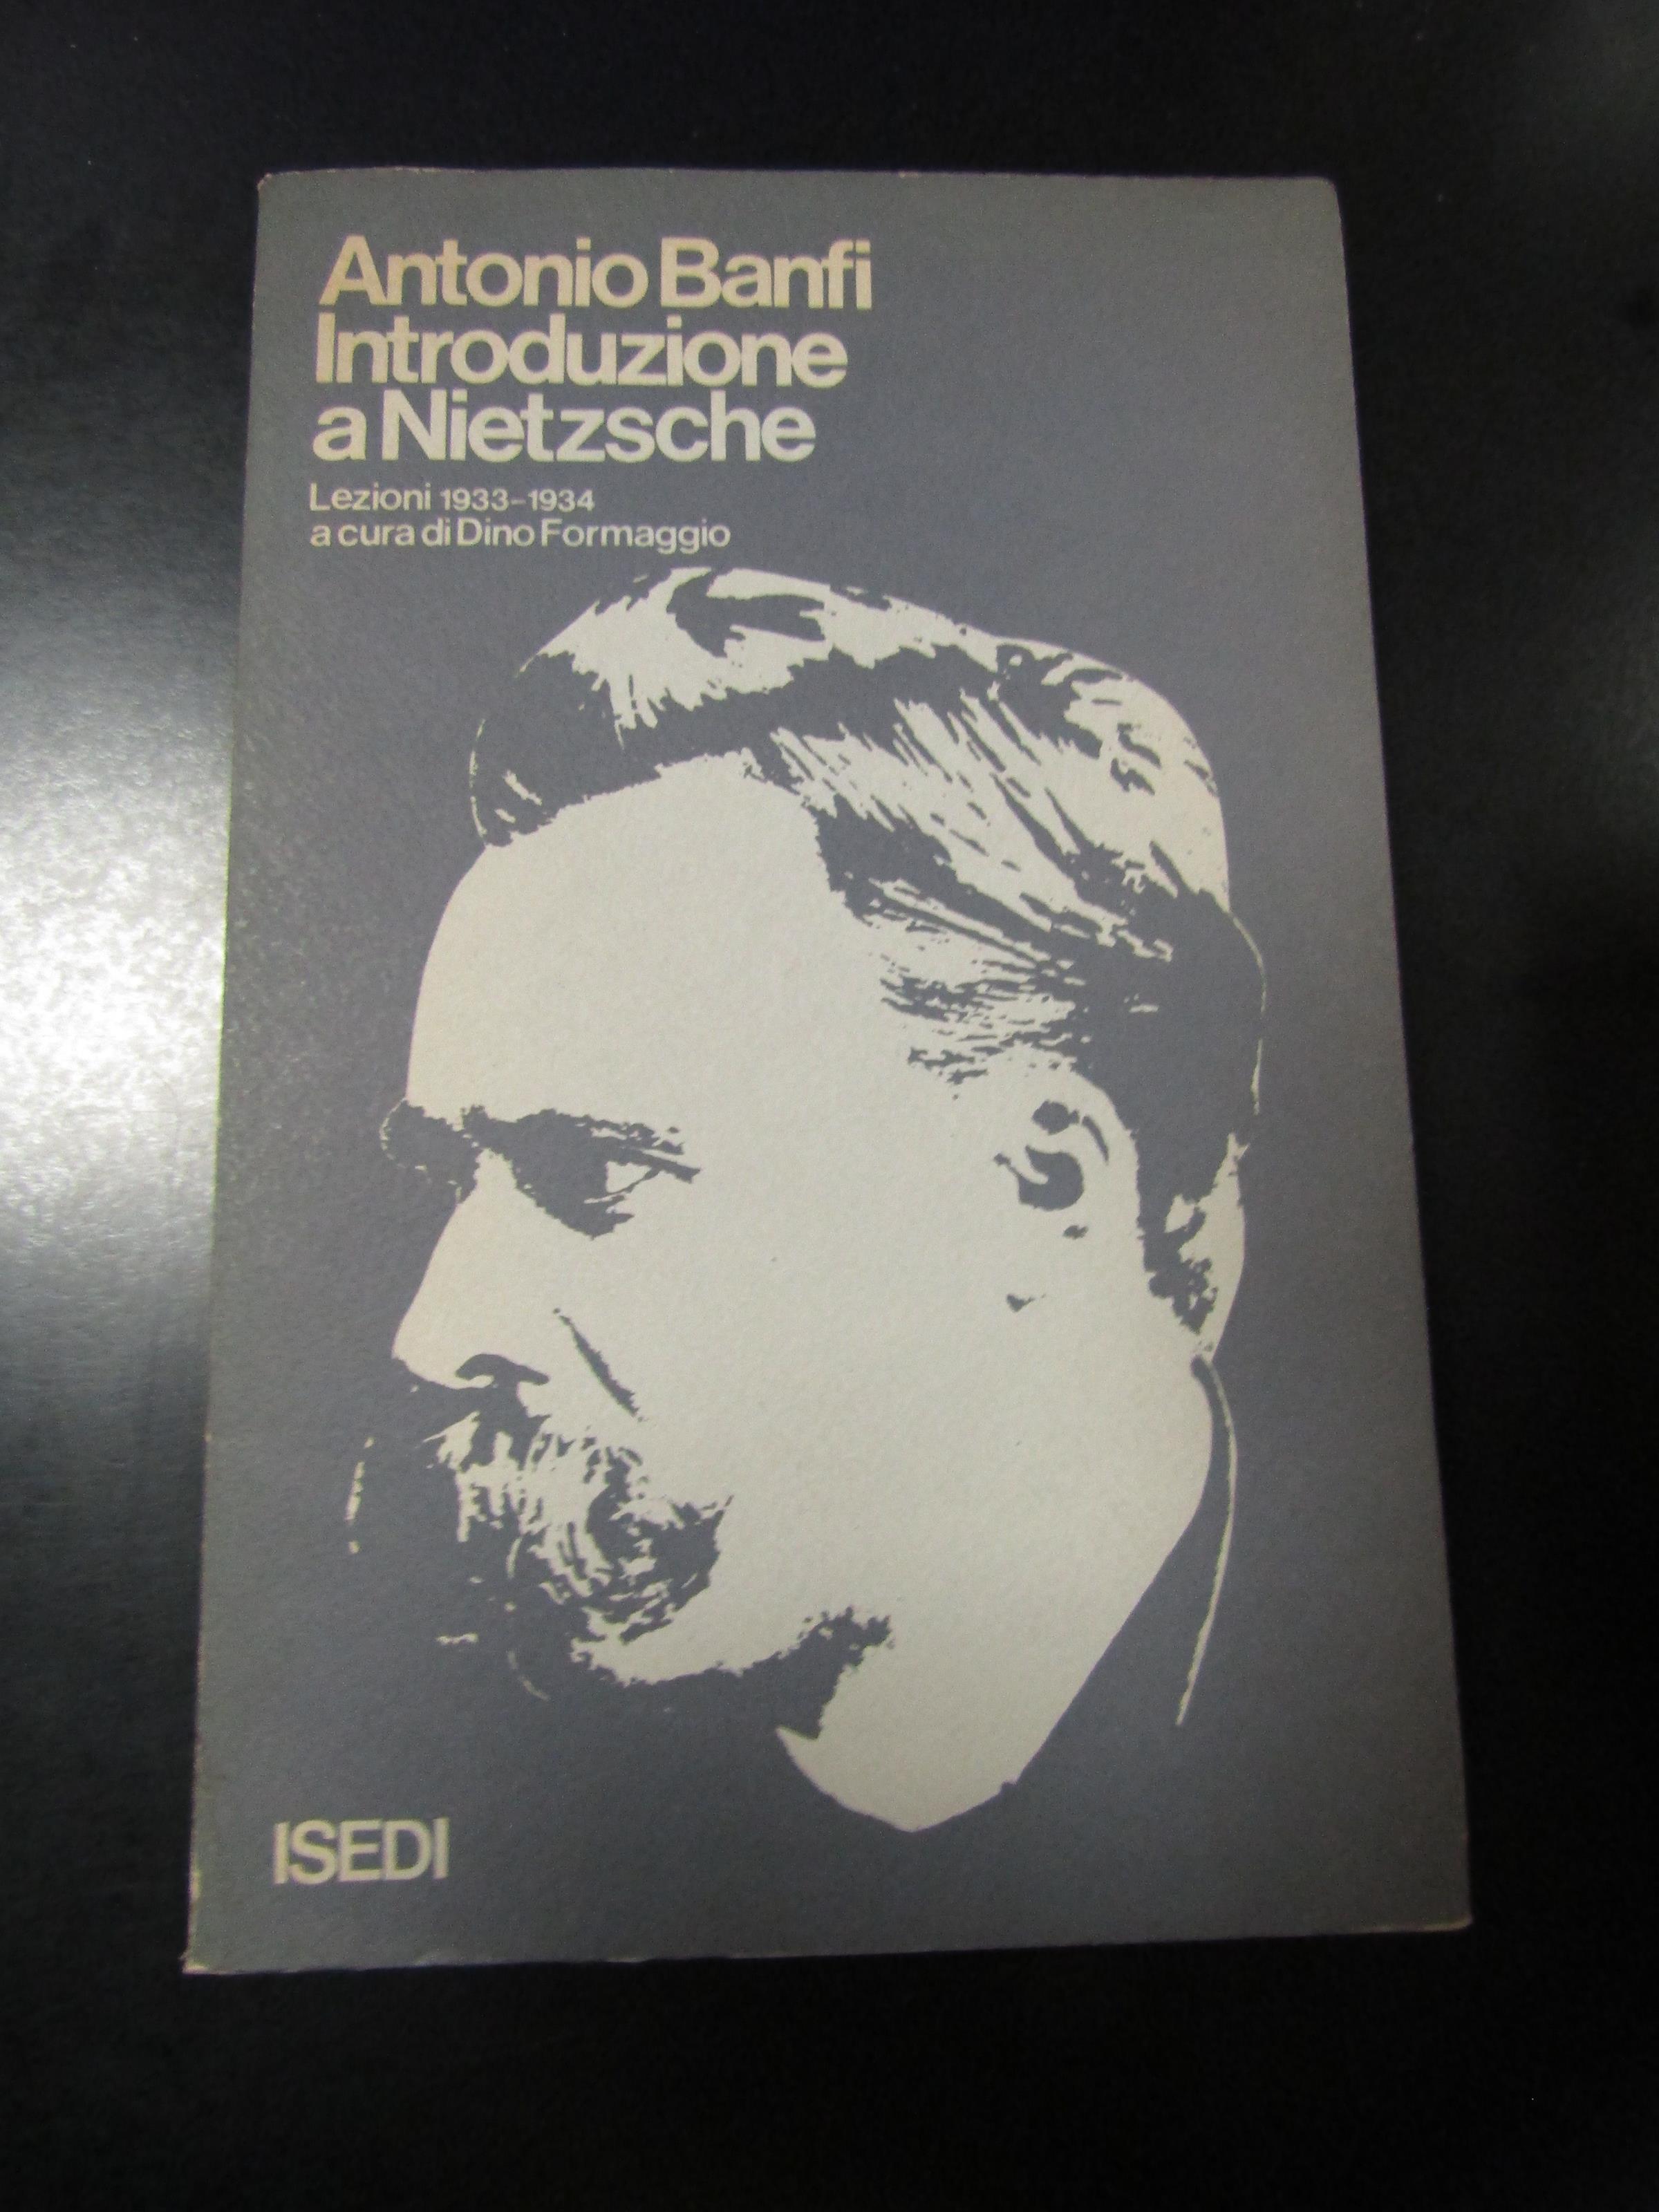 Antonio Banfi
Introduzione
a Nietzsche
Lezioni 1933-1934
a cura di Dino Formaggio
ISEDI